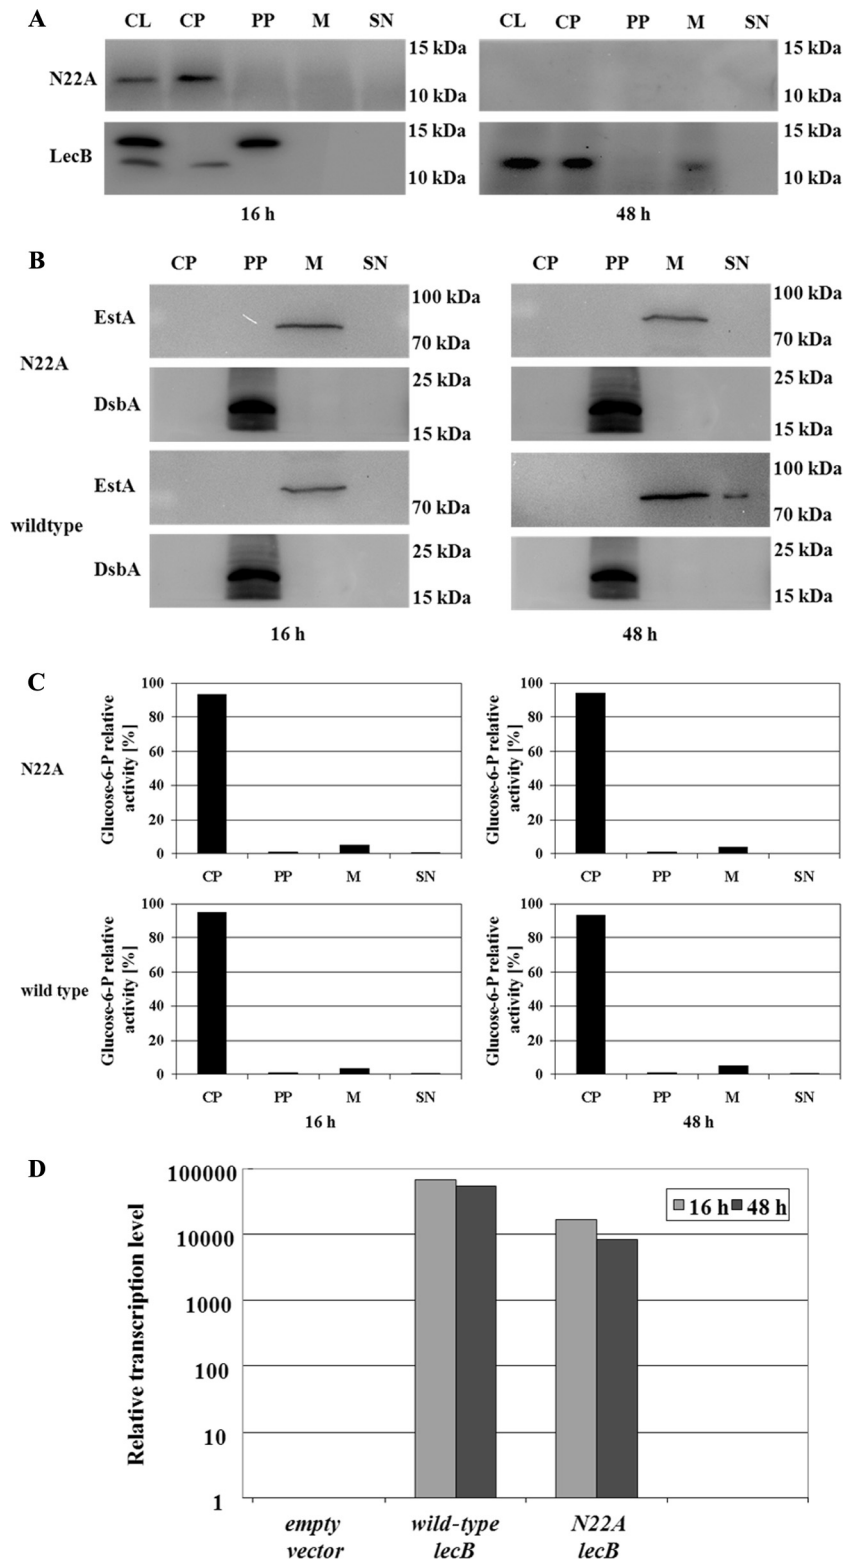 A
CL CP PP M SN
CL CP PP M SN
N22A
15 kDa
10 kDa
15 kDa
10 kDa
LecB
15 kDa
10 kDa
15 kDa
10 kDa
16 h
48 h
B
CP PP M SN
CP PP M SN
N22A
EstA
100 kDa
70 kDa
100 kDa
70 kDa
DsbA
25 kDa
15 kDa
25 kDa
15 kDa
wildtype
EstA
70 kDa
100 kDa
70 kDa
DsbA
25 kDa
15 kDa
25 kDa
15 kDa
16 h
48 h
C
N22A
Glucose-6-P relative
activity [%]
100
80
60
40
20
0
CP PP M SN
Glucose-6-P relative
activity [%]
100
80
60
40
20
0
CP PP M SN
wild type
Glucose-6-P relative
activity [%]
100
80
60
40
20
0
CP PP M SN
16 h
Glucose-6-P relative
activity [%]
100
80
60
40
20
0
CP PP M SN
48 h
D
Relative transcription level
100000
10000
1000
100
10
1
16 h 48 h
empty
vector
wild-type
lecB
N22A
lecB